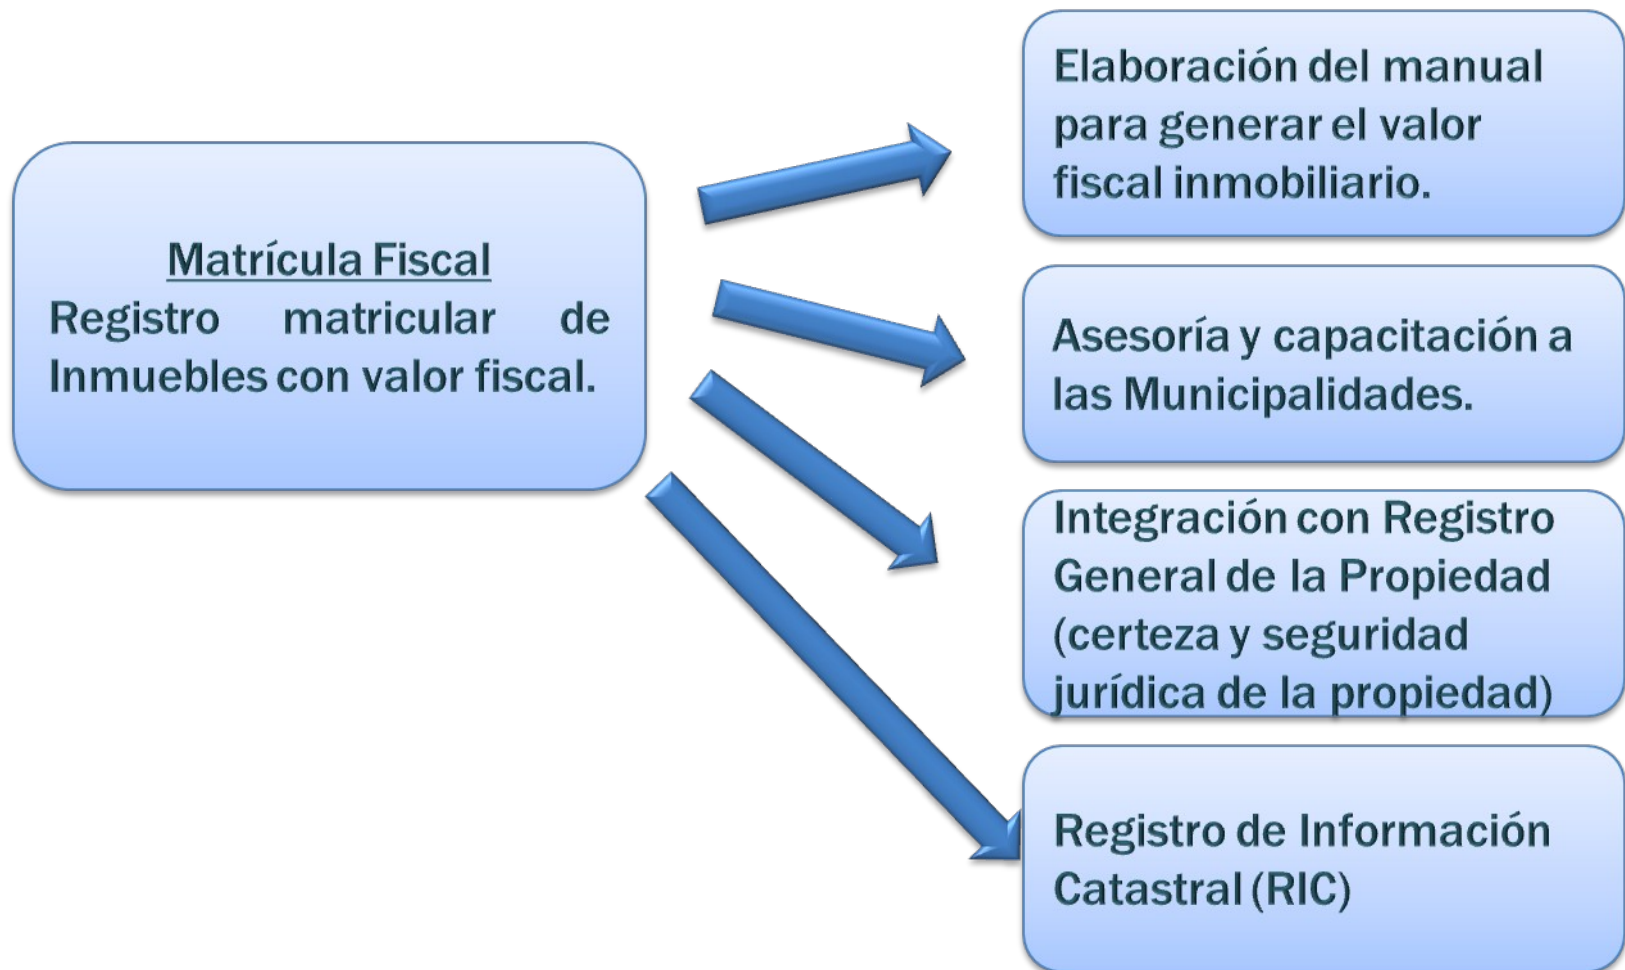 Matrícula Fiscal
Registro matricular de
Inmuebles con valor fiscal.
Elaboración del manual
para generar el valor
fiscal inmobiliario.
Asesoría y capacitación a
las Municipalidades.
Integración con Registro
General de la Propiedad
(certeza y seguridad
jurídica de la propiedad)
Registro de Información
Catastral (RIC)